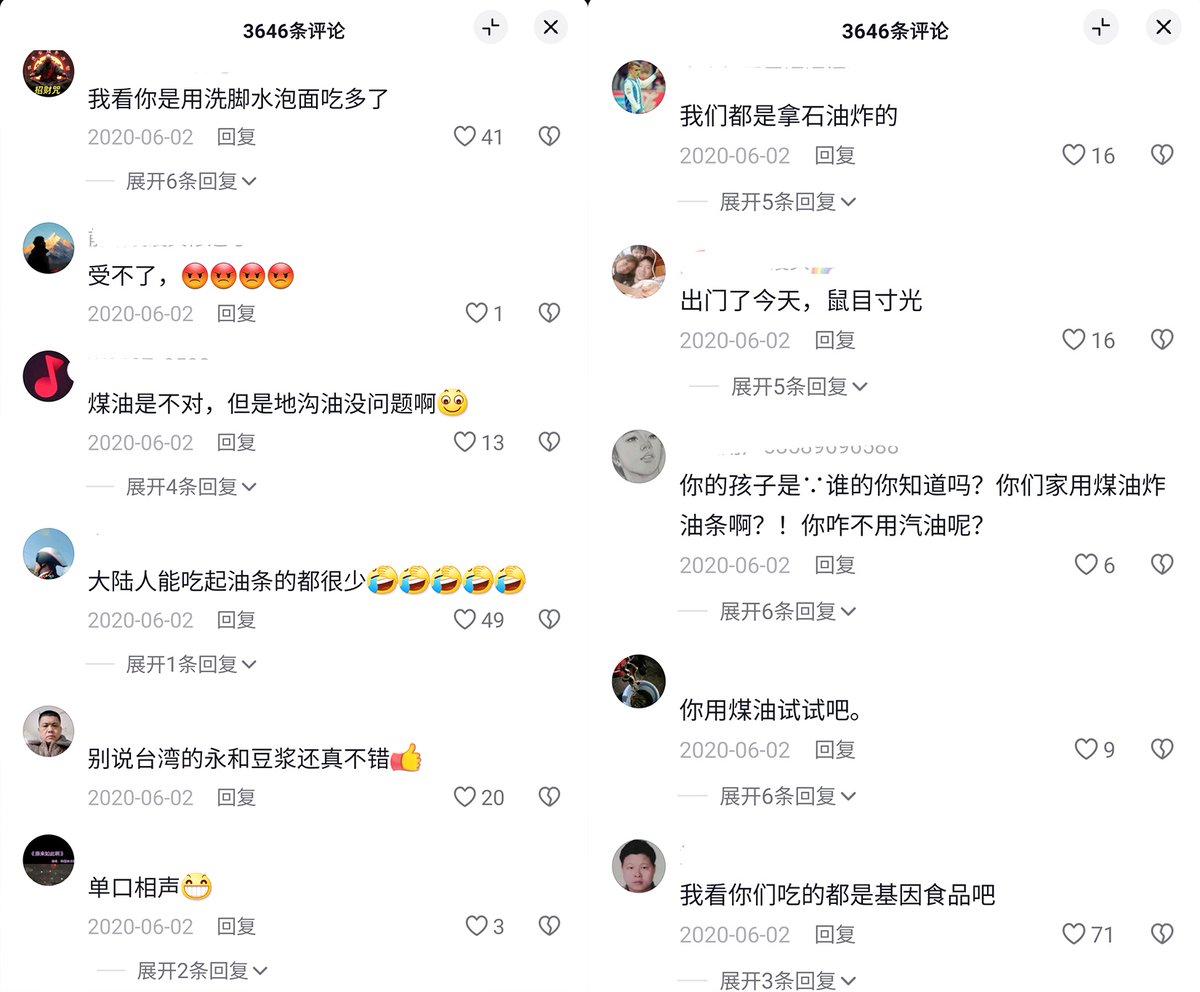 3646条评论
招财咒
我看你是用洗脚水泡面吃多了
2020-06-02 回复 41
展开6条回复
受不了，😡😡😡😡
2020-06-02 回复 1
煤油是不对，但是地沟油没问题啊🙄
2020-06-02 回复 13
展开4条回复
大陆人能吃起油条的都很少🤣🤣🤣🤣🤣
2020-06-02 回复 49
展开1条回复
别说台湾的永和豆浆还真不错👍
2020-06-02 回复 20
单口相声😁
2020-06-02 回复 3
展开2条回复
3646条评论
我们都是拿石油炸的
2020-06-02 回复 16
展开5条回复
出门了今天，鼠目寸光
2020-06-02 回复 16
展开5条回复
你的孩子是∵谁的你知道吗？你们家用煤油炸
油条啊？！你咋不用汽油呢？
2020-06-02 回复 6
展开6条回复
你用煤油试试吧。
2020-06-02 回复 9
展开6条回复
我看你们吃的都是基因食品吧
2020-06-02 回复 71
展开3条回复